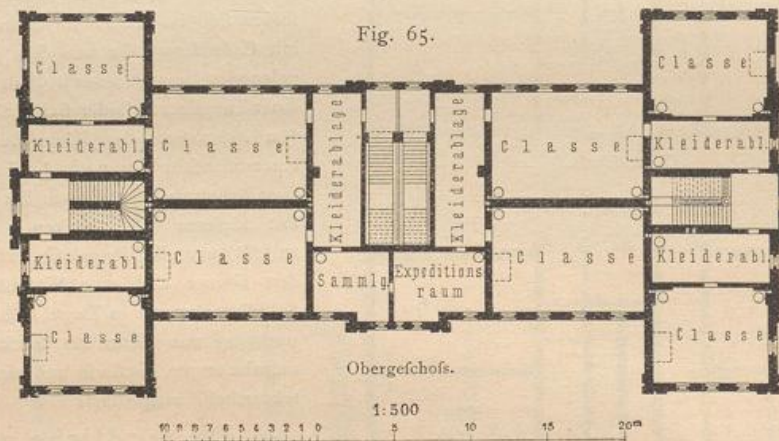 Fig. 65.
Classe
Classe
Kleiderabl.
Classe
Kleiderablage
Kleiderablage
Classe
Kleiderabl.
Kleiderabl.
Classe
Sammlg.
Expeditions
raum
Classe
Kleiderabl.
Classe
Classe
Obergeſchoſs.
1:500
10 9 8 7 6 5 4 3 2 1 0 5 10 15 20m